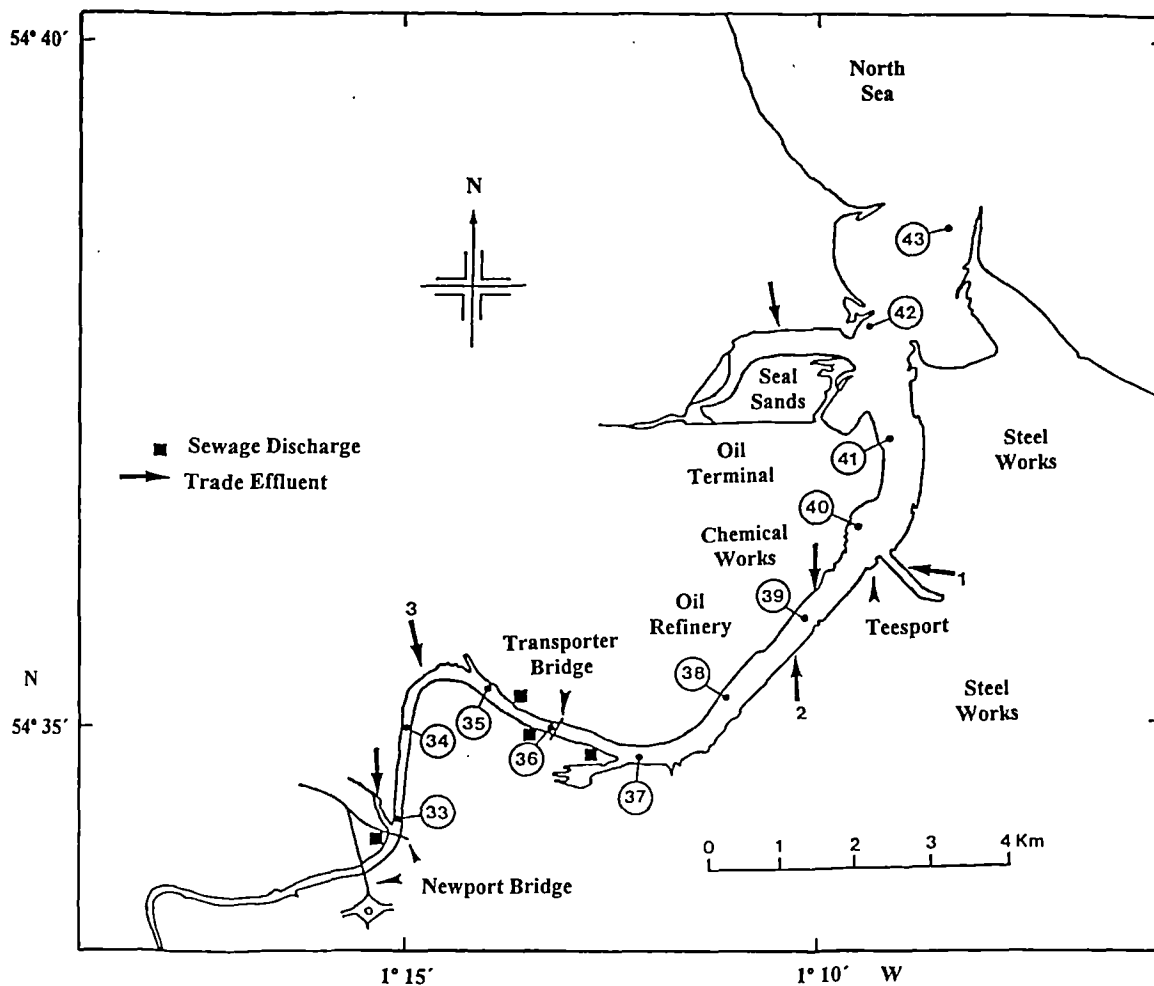 54° 40′
North
Sea
N
43
42
Seal
Sands
Sewage Discharge
Trade Effluent
Oil
Terminal
41
Steel
Works
40
Chemical
Works
1
3
39
Oil
Refinery
Teesport
Transporter
Bridge
N
38
35
Steel
Works
2
54° 35′
34
36
37
33
0 1 2 3 4 Km
Newport Bridge
1° 15′
1° 10′ W